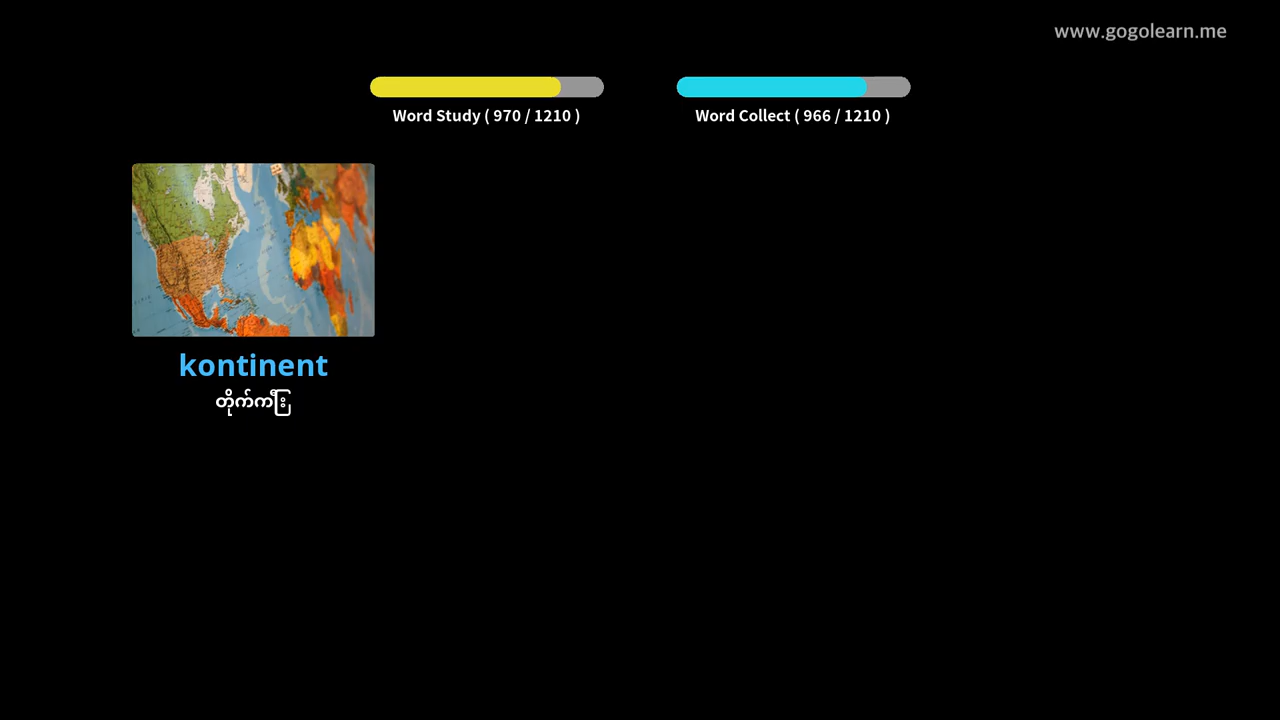 www.gogolearn.me
Word Study ( 970 / 1210 )
Word Collect ( 966 / 1210 )
kontinent
တိုက်ကြီး